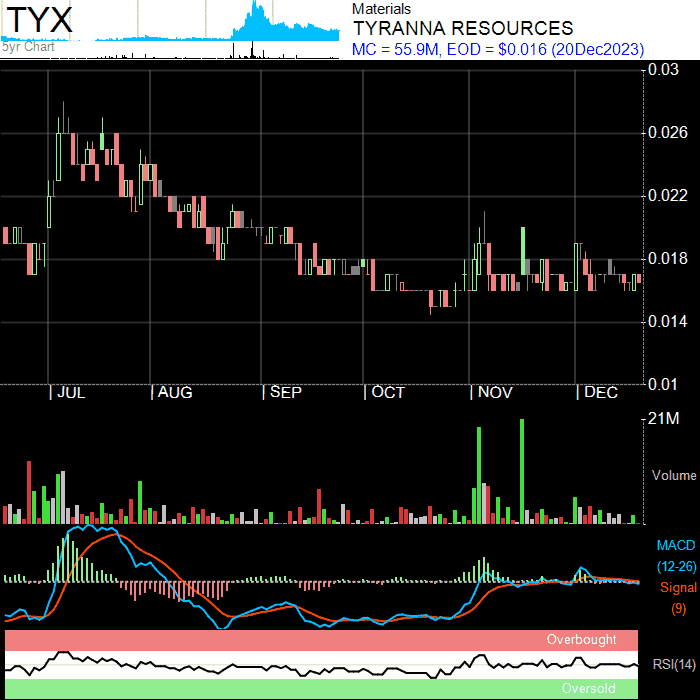 TYX
5yr Chart
Materials
TYRANNA RESOURCES
MC = 55.9M, EOD = $0.016 (20Dec2023)
0.03
0.026
0.022
0.018
0.014
0.01
| JUL | AUG | SEP | OCT | NOV | DEC
21M
Volume
MACD
(12-26)
Signal
(9)
Overbought
RSI(14)
Oversold